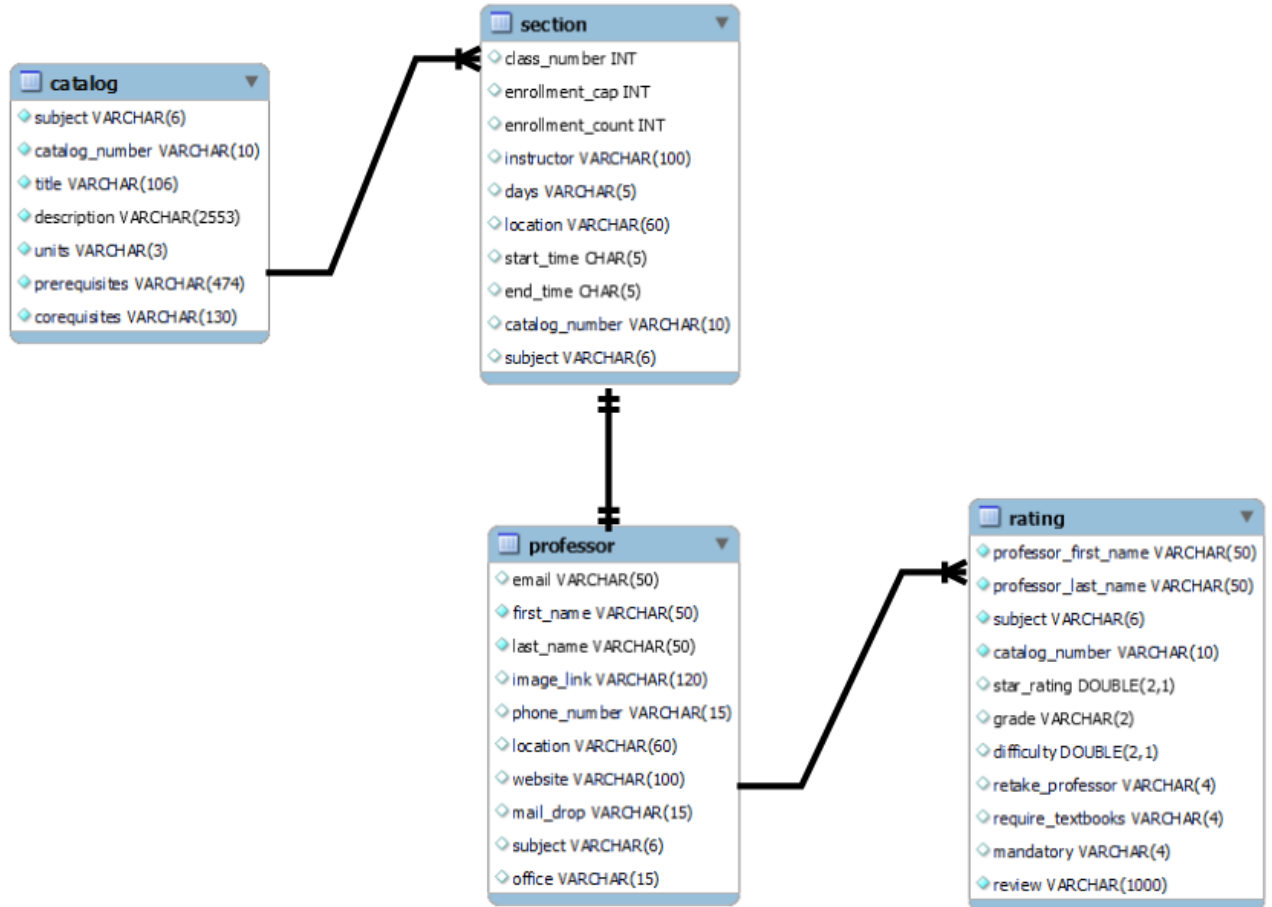 section
class_number INT
enrollment_cap INT
enrollment_count INT
instructor VARCHAR(100)
days VARCHAR(5)
location VARCHAR(60)
start_time CHAR(5)
end_time CHAR(5)
catalog_number VARCHAR(10)
subject VARCHAR(6)
catalog
subject VARCHAR(6)
catalog_number VARCHAR(10)
title VARCHAR(106)
description VARCHAR(2553)
units VARCHAR(3)
prerequisites VARCHAR(474)
corequisites VARCHAR(130)
professor
email VARCHAR(50)
first_name VARCHAR(50)
last_name VARCHAR(50)
image_link VARCHAR(120)
phone_number VARCHAR(15)
location VARCHAR(60)
website VARCHAR(100)
mail_drop VARCHAR(15)
subject VARCHAR(6)
office VARCHAR(15)
rating
professor_first_name VARCHAR(50)
professor_last_name VARCHAR(50)
subject VARCHAR(6)
catalog_number VARCHAR(10)
star_rating DOUBLE(2,1)
grade VARCHAR(2)
difficulty DOUBLE(2,1)
retake_professor VARCHAR(4)
require_textbooks VARCHAR(4)
mandatory VARCHAR(4)
review VARCHAR(1000)